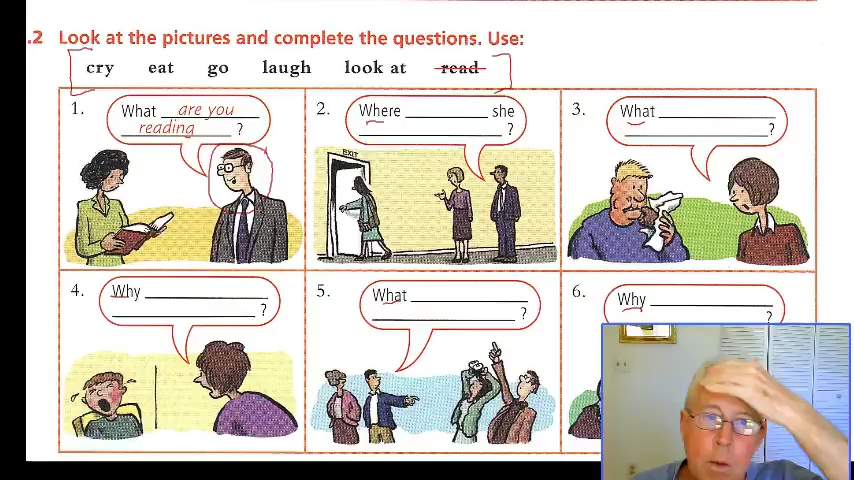 .2 Look at the pictures and complete the questions. Use:
cry eat go laugh look at read
1. What are you
reading ?
2. Where she
?
3. What
?
EXIT
4. Why
?
5. What
?
6. Why
?